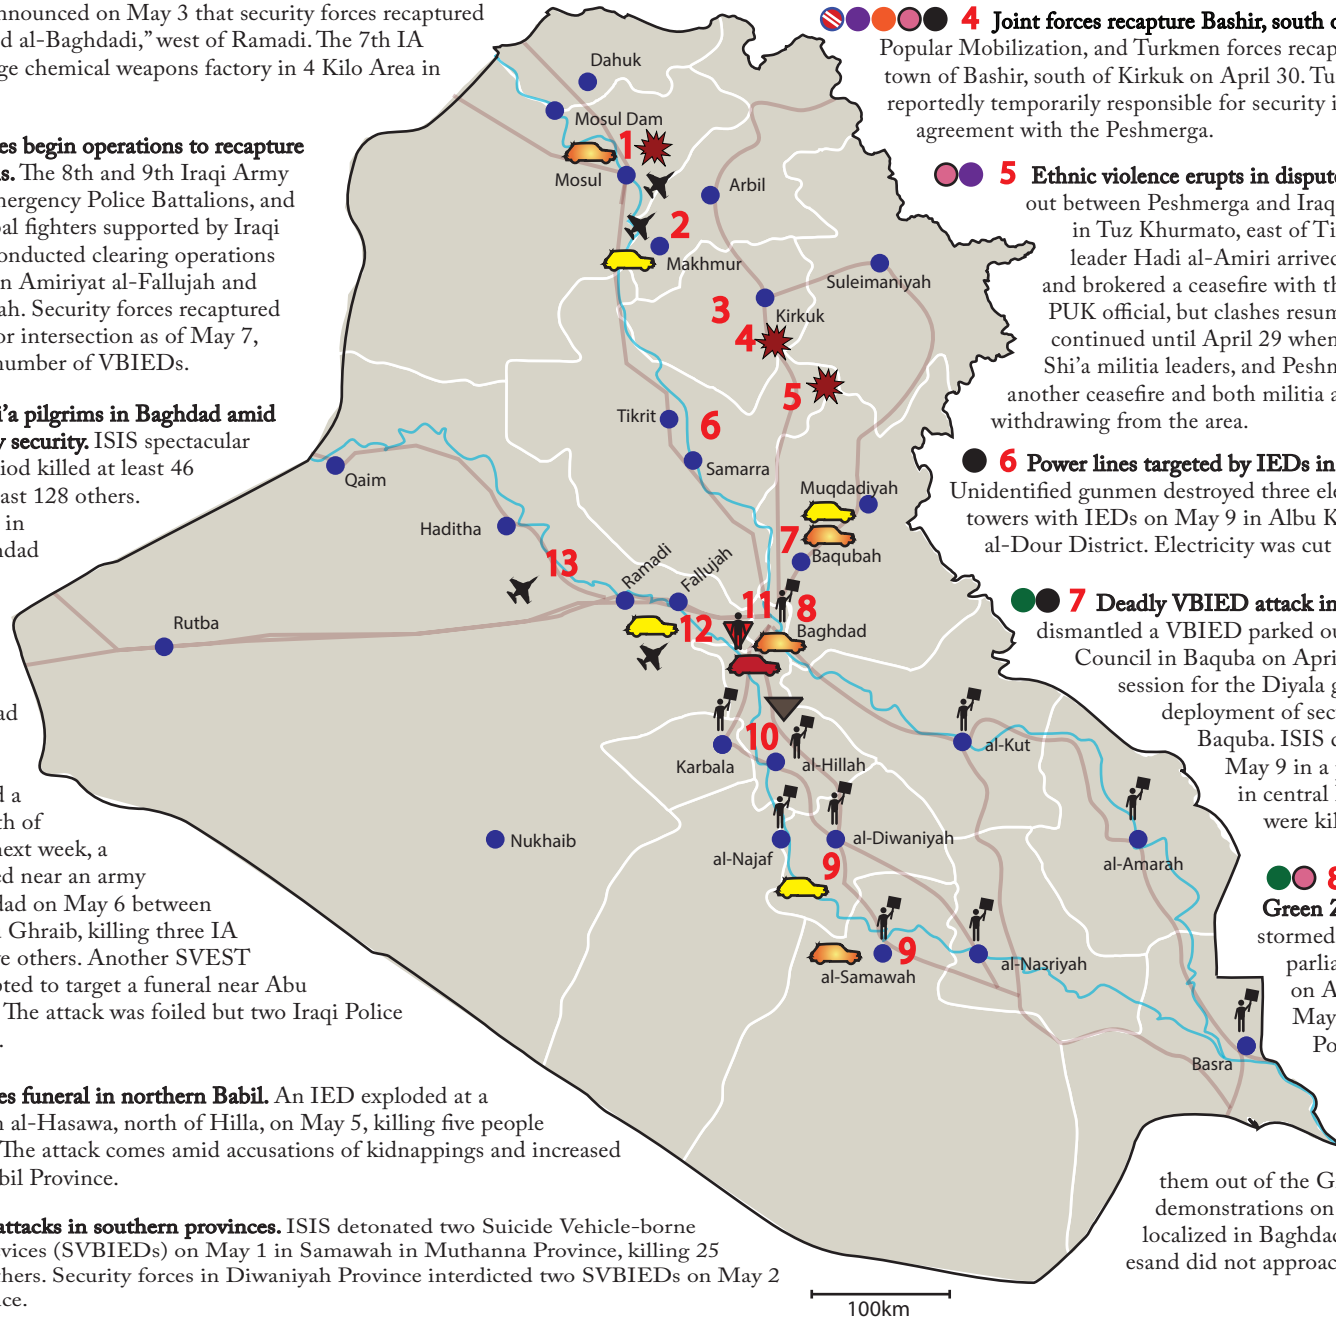 nnounced on May 3 that security forces recaptured
d al-Baghdadi,” west of Ramadi. The 7th IA
ge chemical weapons factory in 4 Kilo Area in
es begin operations to recapture
s. The 8th and 9th Iraqi Army
mergency Police Battalions, and
bal fighters supported by Iraqi
onducted clearing operations
n Amiriyat al-Fallujah and
ah. Security forces recaptured
or intersection as of May 7,
number of VBIEDs.
i’a pilgrims in Baghdad amid
y security. ISIS spectacular
iod killed at least 46
ast 128 others.
in
hdad
ad
d a
th of
next week, a
ed near an army
dad on May 6 between
Ghraib, killing three IA
ve others. Another SVEST
pted to target a funeral near Abu
The attack was foiled but two Iraqi Police
.
es funeral in northern Babil. An IED exploded at a
n al-Hasawa, north of Hilla, on May 5, killing five people
The attack comes amid accusations of kidnappings and increased
bil Province.
attacks in southern provinces. ISIS detonated two Suicide Vehicle-borne
vices (SVBIEDs) on May 1 in Samawah in Muthanna Province, killing 25
hers. Security forces in Diwaniyah Province interdicted two SVBIEDs on May 2
nce.
Dahuk
Mosul Dam
1
Mosul
Arbil
2
Makhmur
Suleimaniyah
3
Kirkuk
4
5
Tikrit
6
Samarra
Qaim
Muqdadiyah
Haditha
7
Baqubah
13
Ramadi
Fallujah
11
8
12
Baghdad
Rutba
10
Karbala
al-Hillah
al-Kut
Nukhaib
al-Najaf
al-Diwaniyah
9
al-Amarah
9
al-Samawah
al-Nasriyah
Basra
100km
4 Joint forces recapture Bashir, south o
Popular Mobilization, and Turkmen forces recap
town of Bashir, south of Kirkuk on April 30. Tu
reportedly temporarily responsible for security i
agreement with the Peshmerga.
5 Ethnic violence erupts in dispute
out between Peshmerga and Iraq
in Tuz Khurmato, east of Ti
leader Hadi al-Amiri arrived
and brokered a ceasefire with th
PUK official, but clashes resum
continued until April 29 when
Shi’a militia leaders, and Peshm
another ceasefire and both militia a
withdrawing from the area.
6 Power lines targeted by IEDs in
Unidentified gunmen destroyed three ele
towers with IEDs on May 9 in Albu K
al-Dour District. Electricity was cut
7 Deadly VBIED attack in
dismantled a VBIED parked ou
Council in Baquba on Apri
session for the Diyala g
deployment of secu
Baquba. ISIS d
May 9 in a
in central
were kil
8
Green Z
stormed
parlia
on A
May
Po
them out of the G
demonstrations on
localized in Baghdad
esand did not approac